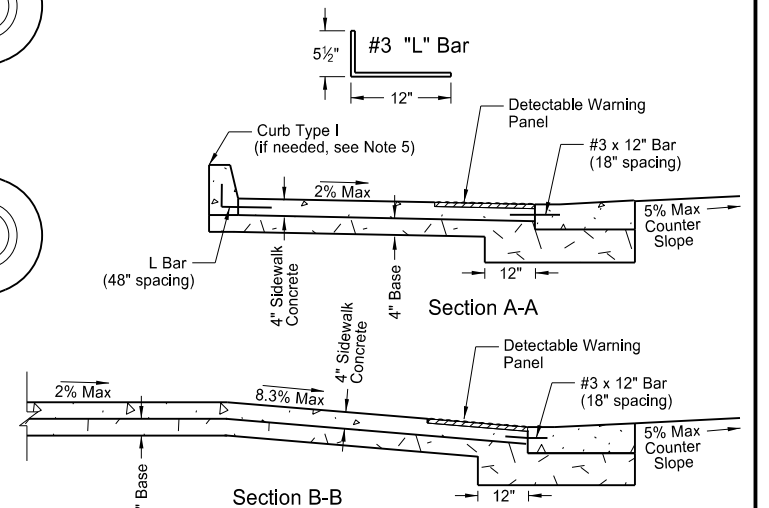 #3 "L" Bar
5½"
12"
Detectable Warning
Panel
Curb Type I
(if needed, see Note 5)
#3 x 12" Bar
(18" spacing)
2% Max
5% Max
Counter
Slope
L Bar
(48" spacing)
4" Sidewalk
Concrete
4" Base
12"
Section A-A
4" Sidewalk
Concrete
Detectable Warning
Panel
2% Max
8.3% Max
#3 x 12" Bar
(18" spacing)
5% Max
Counter
Slope
" Base
Section B-B
12"